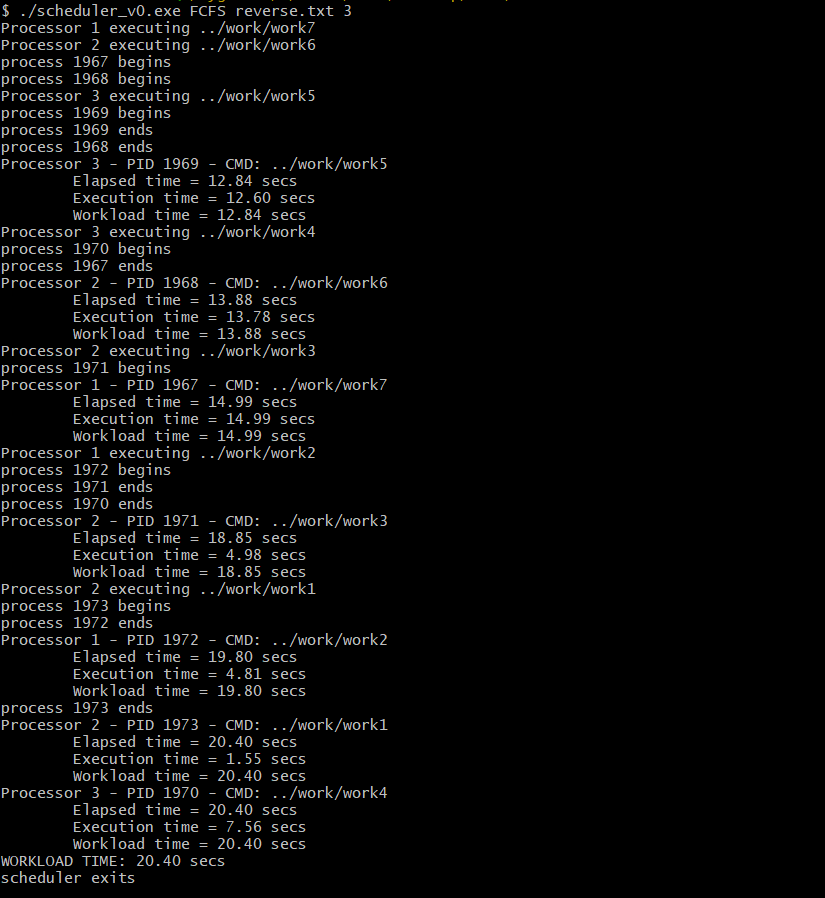 $ ./scheduler_v0.exe FCFS reverse.txt 3
Processor 1 executing ../work/work7
Processor 2 executing ../work/work6
process 1967 begins
process 1968 begins
Processor 3 executing ../work/work5
process 1969 begins
process 1969 ends
process 1968 ends
Processor 3 - PID 1969 - CMD: ../work/work5
        Elapsed time = 12.84 secs
        Execution time = 12.60 secs
        Workload time = 12.84 secs
Processor 3 executing ../work/work4
process 1970 begins
process 1967 ends
Processor 2 - PID 1968 - CMD: ../work/work6
        Elapsed time = 13.88 secs
        Execution time = 13.78 secs
        Workload time = 13.88 secs
Processor 2 executing ../work/work3
process 1971 begins
Processor 1 - PID 1967 - CMD: ../work/work7
        Elapsed time = 14.99 secs
        Execution time = 14.99 secs
        Workload time = 14.99 secs
Processor 1 executing ../work/work2
process 1972 begins
process 1971 ends
process 1970 ends
Processor 2 - PID 1971 - CMD: ../work/work3
        Elapsed time = 18.85 secs
        Execution time = 4.98 secs
        Workload time = 18.85 secs
Processor 2 executing ../work/work1
process 1973 begins
process 1972 ends
Processor 1 - PID 1972 - CMD: ../work/work2
        Elapsed time = 19.80 secs
        Execution time = 4.81 secs
        Workload time = 19.80 secs
process 1973 ends
Processor 2 - PID 1973 - CMD: ../work/work1
        Elapsed time = 20.40 secs
        Execution time = 1.55 secs
        Workload time = 20.40 secs
Processor 3 - PID 1970 - CMD: ../work/work4
        Elapsed time = 20.40 secs
        Execution time = 7.56 secs
        Workload time = 20.40 secs
WORKLOAD TIME: 20.40 secs
scheduler exits